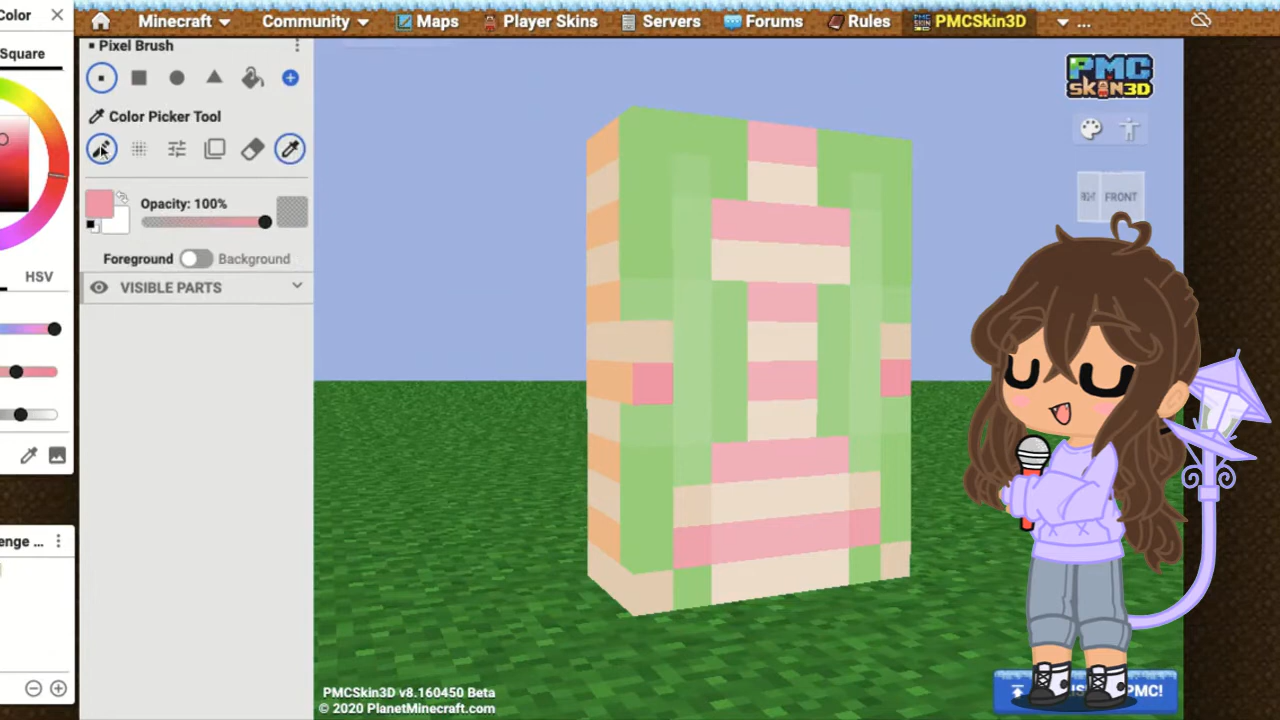 Color
Square
HSV
enge ...
Minecraft
Community
Maps
Player Skins
Servers
Forums
Rules
PMCSkin3D
...
Pixel Brush
Color Picker Tool
Opacity: 100%
Foreground
Background
VISIBLE PARTS
PMC
SKIN3D
FRONT
PMCSkin3D v8.160450 Beta
© 2020 PlanetMinecraft.com
PMC!